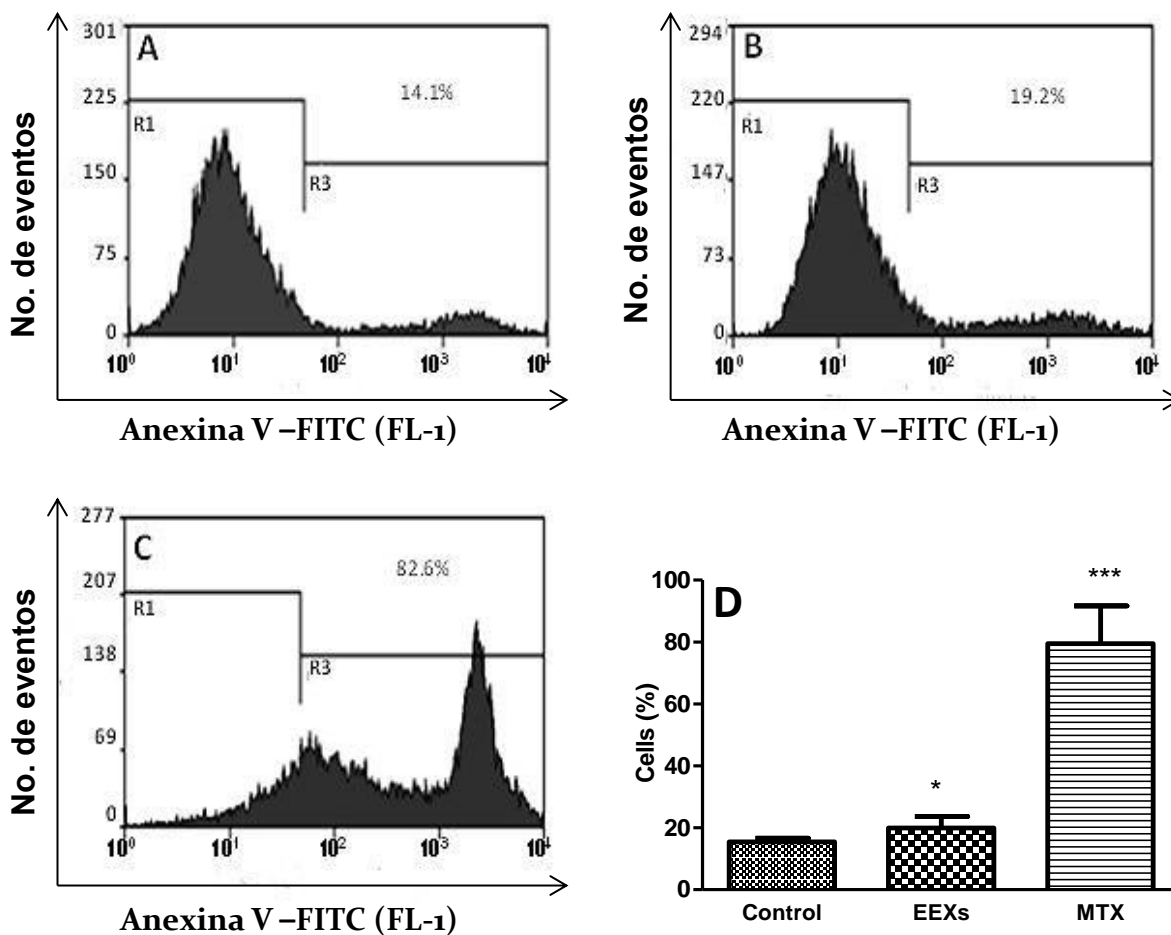 301
A
14.1%
225
R1
150
R3
75
0
10⁰ 10¹ 10² 10³ 10⁴
No. de eventos
Anexina V –FITC (FL-1)
294
B
19.2%
220
R1
147
R3
73
0
10⁰ 10¹ 10² 10³ 10⁴
No. de eventos
Anexina V –FITC (FL-1)
277
C
82.6%
207
R1
138
R3
69
0
10⁰ 10¹ 10² 10³ 10⁴
No. de eventos
Anexina V –FITC (FL-1)
D
***
*
100
80
60
40
20
0
Cells (%)
Control EEXs MTX